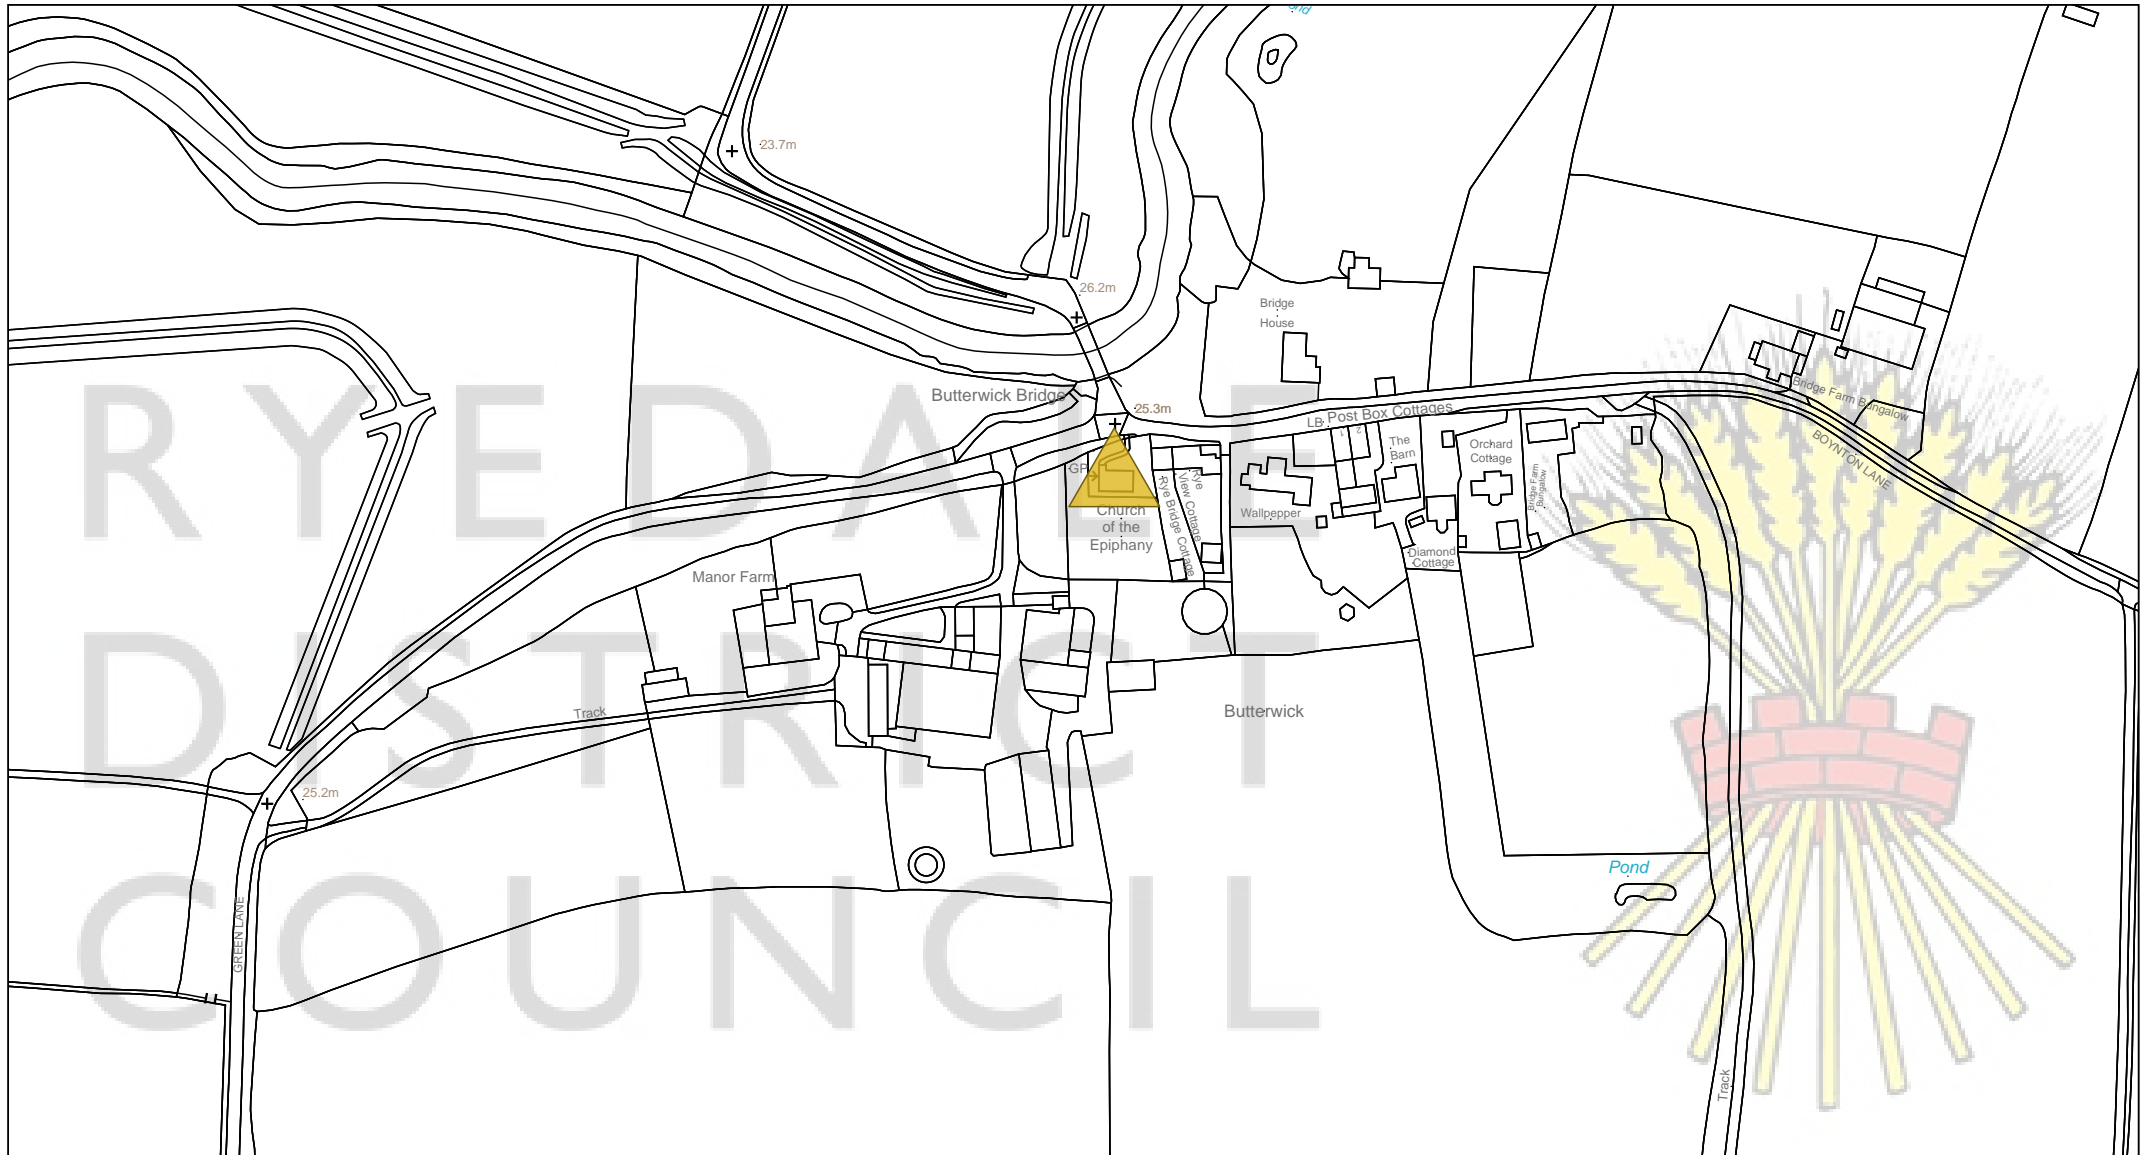 23.7m
26.2m
Bridge
House
Butterwick Bridge
25.3m
LB
Post Box Cottages
1
2
Bridge Farm Bungalow
BOYNTON LANE
The
Barn
Orchard
Cottage
Bridge Farm
Bungalow
GP
Rye
View Cottage
Rye Bridge Cottage
Wallpepper
Church
of the
Epiphany
Diamond
Cottage
Manor Farm
Track
Butterwick
25.2m
Pond
GREEN LANE
Track
RYEDALE
DISTRICT
COUNCIL